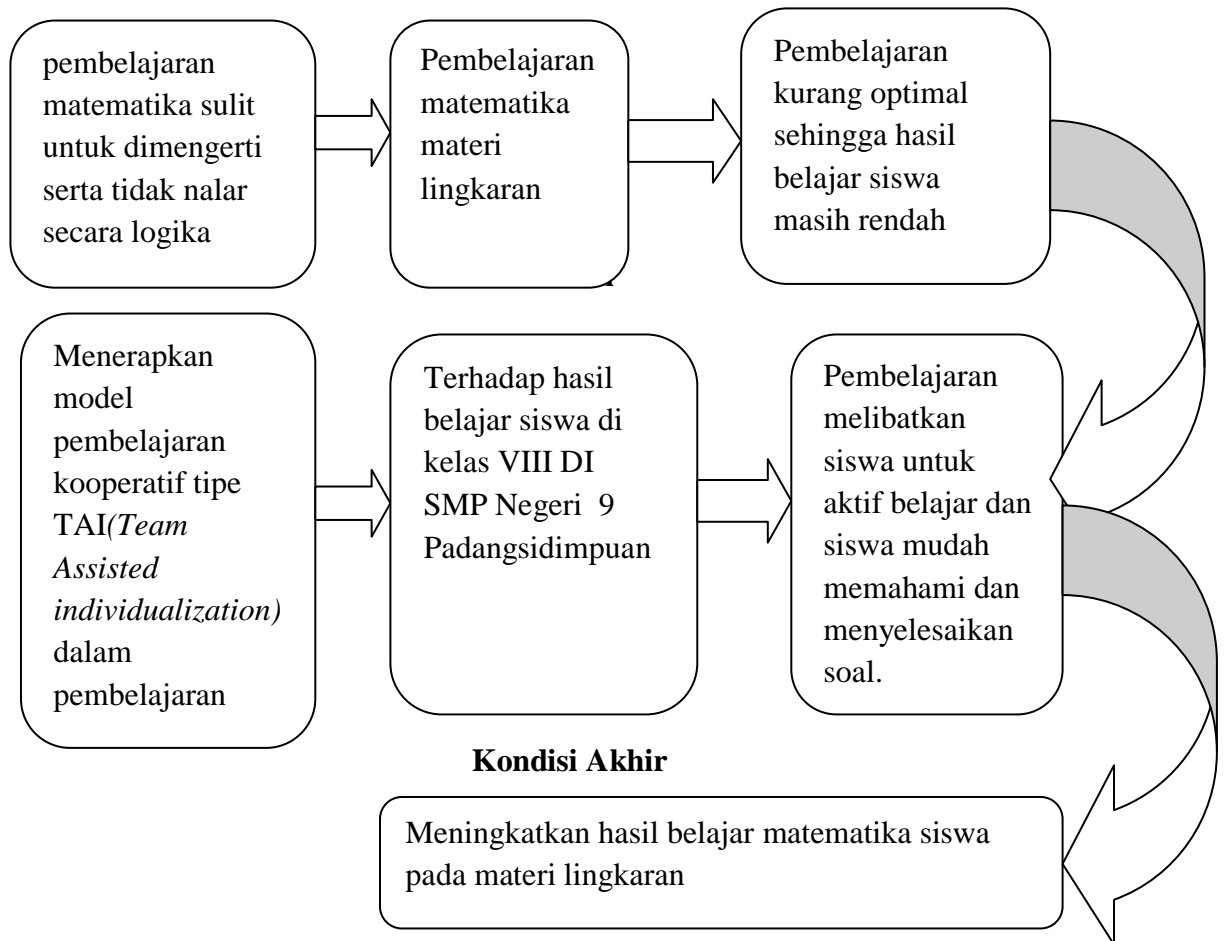 pembelajaran
matematika sulit
untuk dimengerti
serta tidak nalar
secara logika
Pembelajaran
matematika
materi
lingkaran
Pembelajaran
kurang optimal
sehingga hasil
belajar siswa
masih rendah
Menerapkan
model
pembelajaran
kooperatif tipe
TAI(Team
Assisted
individualization)
dalam
pembelajaran
Terhadap hasil
belajar siswa di
kelas VIII DI
SMP Negeri 9
Padangsidimpuan
Pembelajaran
melibatkan
siswa untuk
aktif belajar dan
siswa mudah
memahami dan
menyelesaikan
soal.
Kondisi Akhir
Meningkatkan hasil belajar matematika siswa
pada materi lingkaran